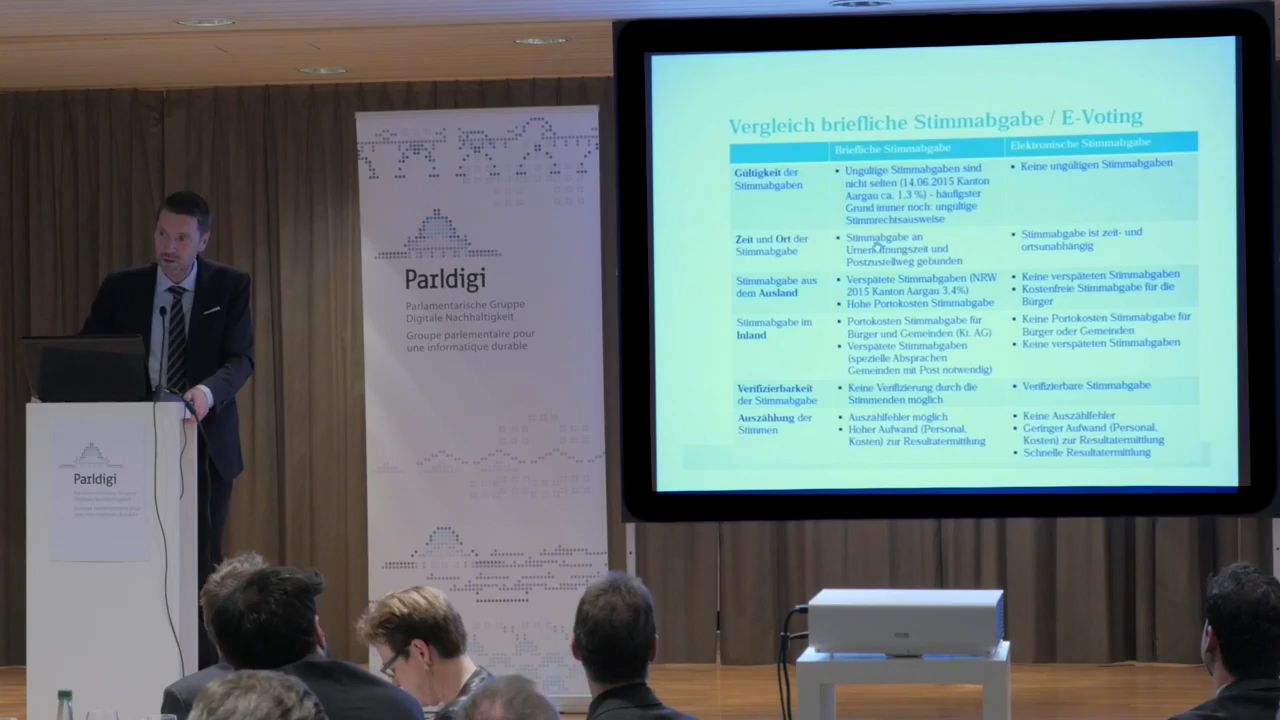 Vergleich briefliche Stimmabgabe / E-Voting
Briefliche Stimmabgabe
Elektronische Stimmabgabe
Gültigkeit der
Stimmabgaben
▪ Ungültige Stimmabgaben sind
nicht selten (14.06.2015 Kanton
Aargau ca. 1.3 %) - häufigster
Grund immer noch: ungültige
Stimmrechtsausweise
▪ Keine ungültigen Stimmabgaben
Zeit und Ort der
Stimmabgabe
▪ Stimmabgabe an
Urnenöffnungszeit und
Postzustellweg gebunden
▪ Stimmabgabe ist zeit- und
ortsunabhängig
Stimmabgabe aus
dem Ausland
▪ Verspätete Stimmabgaben (NRW
2015 Kanton Aargau 3.4%)
▪ Hohe Portokosten Stimmabgabe
▪ Keine verspäteten Stimmabgaben
▪ Kostenfreie Stimmabgabe für die
Bürger
Stimmabgabe im
Inland
▪ Portokosten Stimmabgabe für
Bürger und Gemeinden (Kt. AG)
▪ Verspätete Stimmabgaben
(spezielle Absprachen
Gemeinden mit Post notwendig)
▪ Keine Portokosten Stimmabgabe für
Bürger oder Gemeinden
▪ Keine verspäteten Stimmabgaben
Verifizierbarkeit
der Stimmabgabe
▪ Keine Verifizierung durch die
Stimmenden möglich
▪ Verifizierbare Stimmabgabe
Auszählung der
Stimmen
▪ Auszählfehler möglich
▪ Hoher Aufwand (Personal,
Kosten) zur Resultatermittlung
▪ Keine Auszählfehler
▪ Geringer Aufwand (Personal,
Kosten) zur Resultatermittlung
▪ Schnelle Resultatermittlung
Parldigi
Parlamentarische Gruppe
Digitale Nachhaltigkeit
Groupe parlementaire pour
une informatique durable
Parldigi